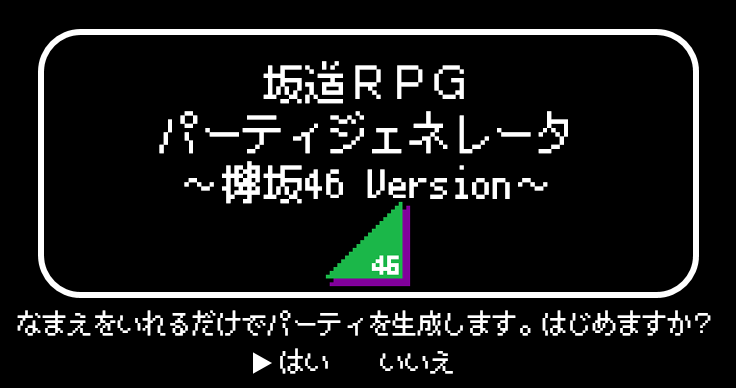 坂道RPG
パーティジェネレータ
～欅坂46 Version～
46
なまえをいれるだけでパーティを生成します。はじめますか？
▶はい いいえ